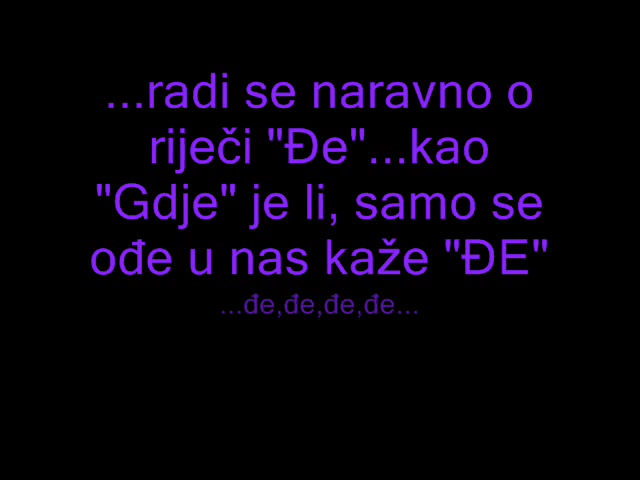 ...radi se naravno o
riječi "Đe"...kao
"Gdje" je li, samo se
ođe u nas kaže "ĐE"
...đe,đe,đe,đe...